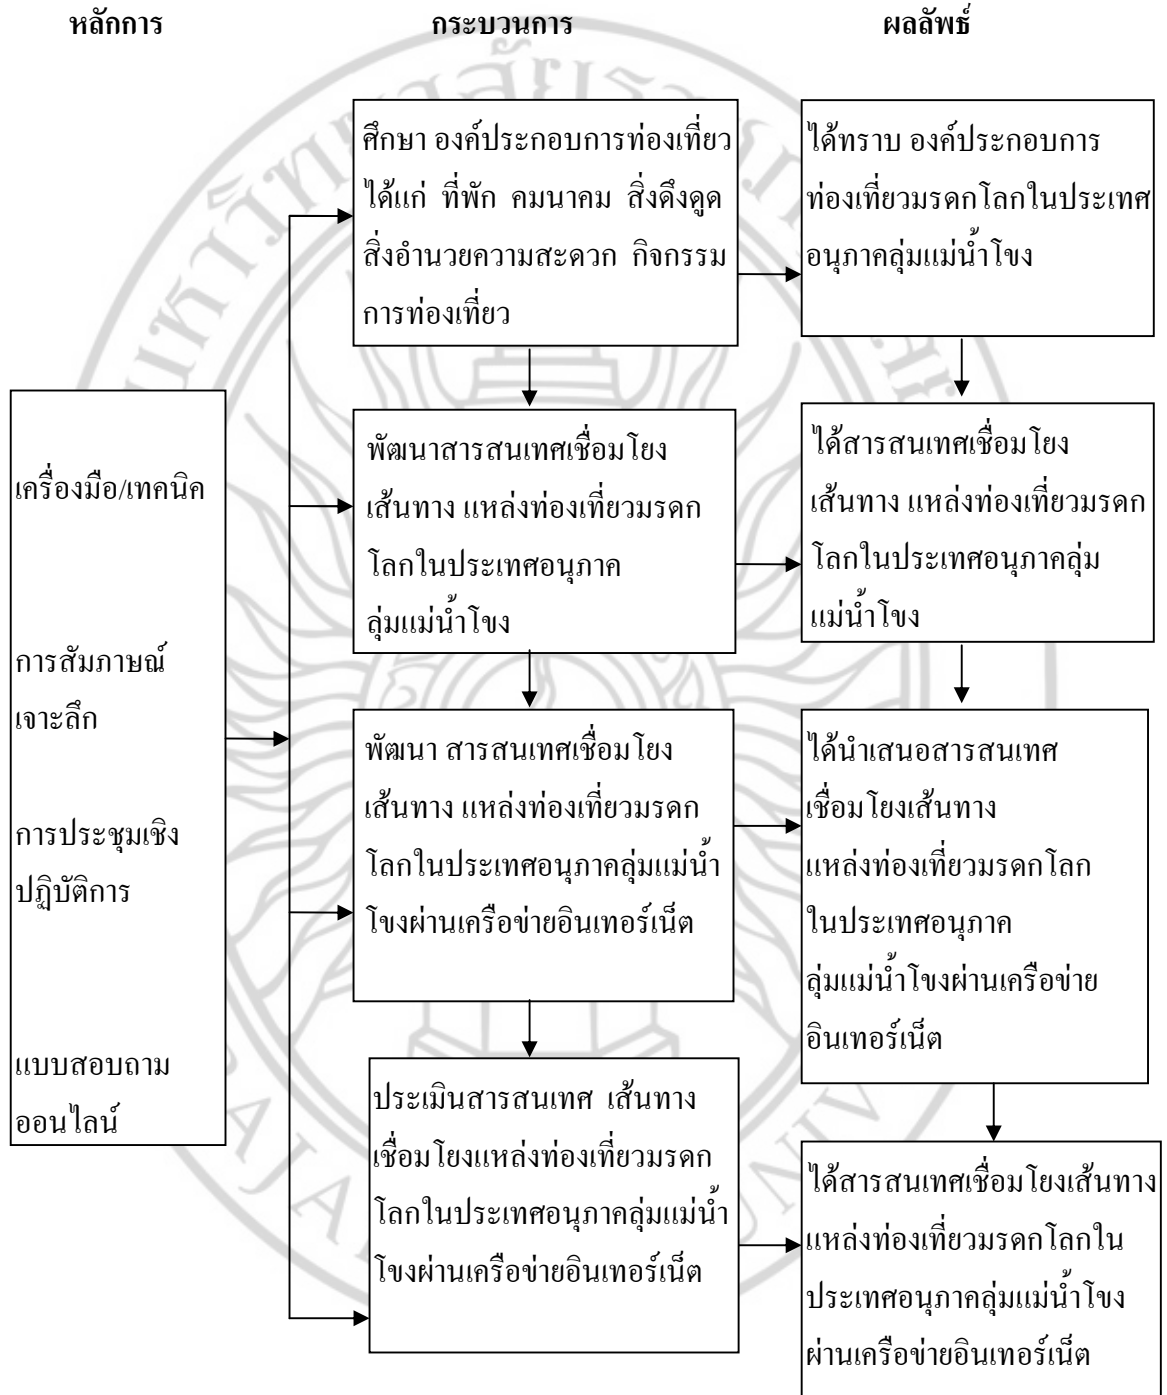 หลักการ
กระบวนการ
ผลลัพธ์
เครื่องมือ/เทคนิค
การสัมภาษณ์
เจาะลึก
การประชุมเชิง
ปฏิบัติการ
แบบสอบถาม
ออนไลน์
ศึกษา องค์ประกอบการท่องเที่ยว
ได้แก่ ที่พัก คมนาคม สิ่งดึงดูด
สิ่งอำนวยความสะดวก กิจกรรม
การท่องเที่ยว
ได้ทราบ องค์ประกอบการ
ท่องเที่ยวมรดกโลกในประเทศ
อนุภาคลุ่มแม่น้ำโขง
พัฒนาสารสนเทศเชื่อมโยง
เส้นทาง แหล่งท่องเที่ยวมรดก
โลกในประเทศอนุภาค
ลุ่มแม่น้ำโขง
ได้สารสนเทศเชื่อมโยง
เส้นทาง แหล่งท่องเที่ยวมรดก
โลกในประเทศอนุภาคลุ่ม
แม่น้ำโขง
พัฒนา สารสนเทศเชื่อมโยง
เส้นทาง แหล่งท่องเที่ยวมรดก
โลกในประเทศอนุภาคลุ่มแม่น้ำ
โขงผ่านเครือข่ายอินเทอร์เน็ต
ได้นำเสนอสารสนเทศ
เชื่อมโยงเส้นทาง
แหล่งท่องเที่ยวมรดกโลก
ในประเทศอนุภาค
ลุ่มแม่น้ำโขงผ่านเครือข่าย
อินเทอร์เน็ต
ประเมินสารสนเทศ เส้นทาง
เชื่อมโยงแหล่งท่องเที่ยวมรดก
โลกในประเทศอนุภาคลุ่มแม่น้ำ
โขงผ่านเครือข่ายอินเทอร์เน็ต
ได้สารสนเทศเชื่อมโยงเส้นทาง
แหล่งท่องเที่ยวมรดกโลกใน
ประเทศอนุภาคลุ่มแม่น้ำโขง
ผ่านเครือข่ายอินเทอร์เน็ต